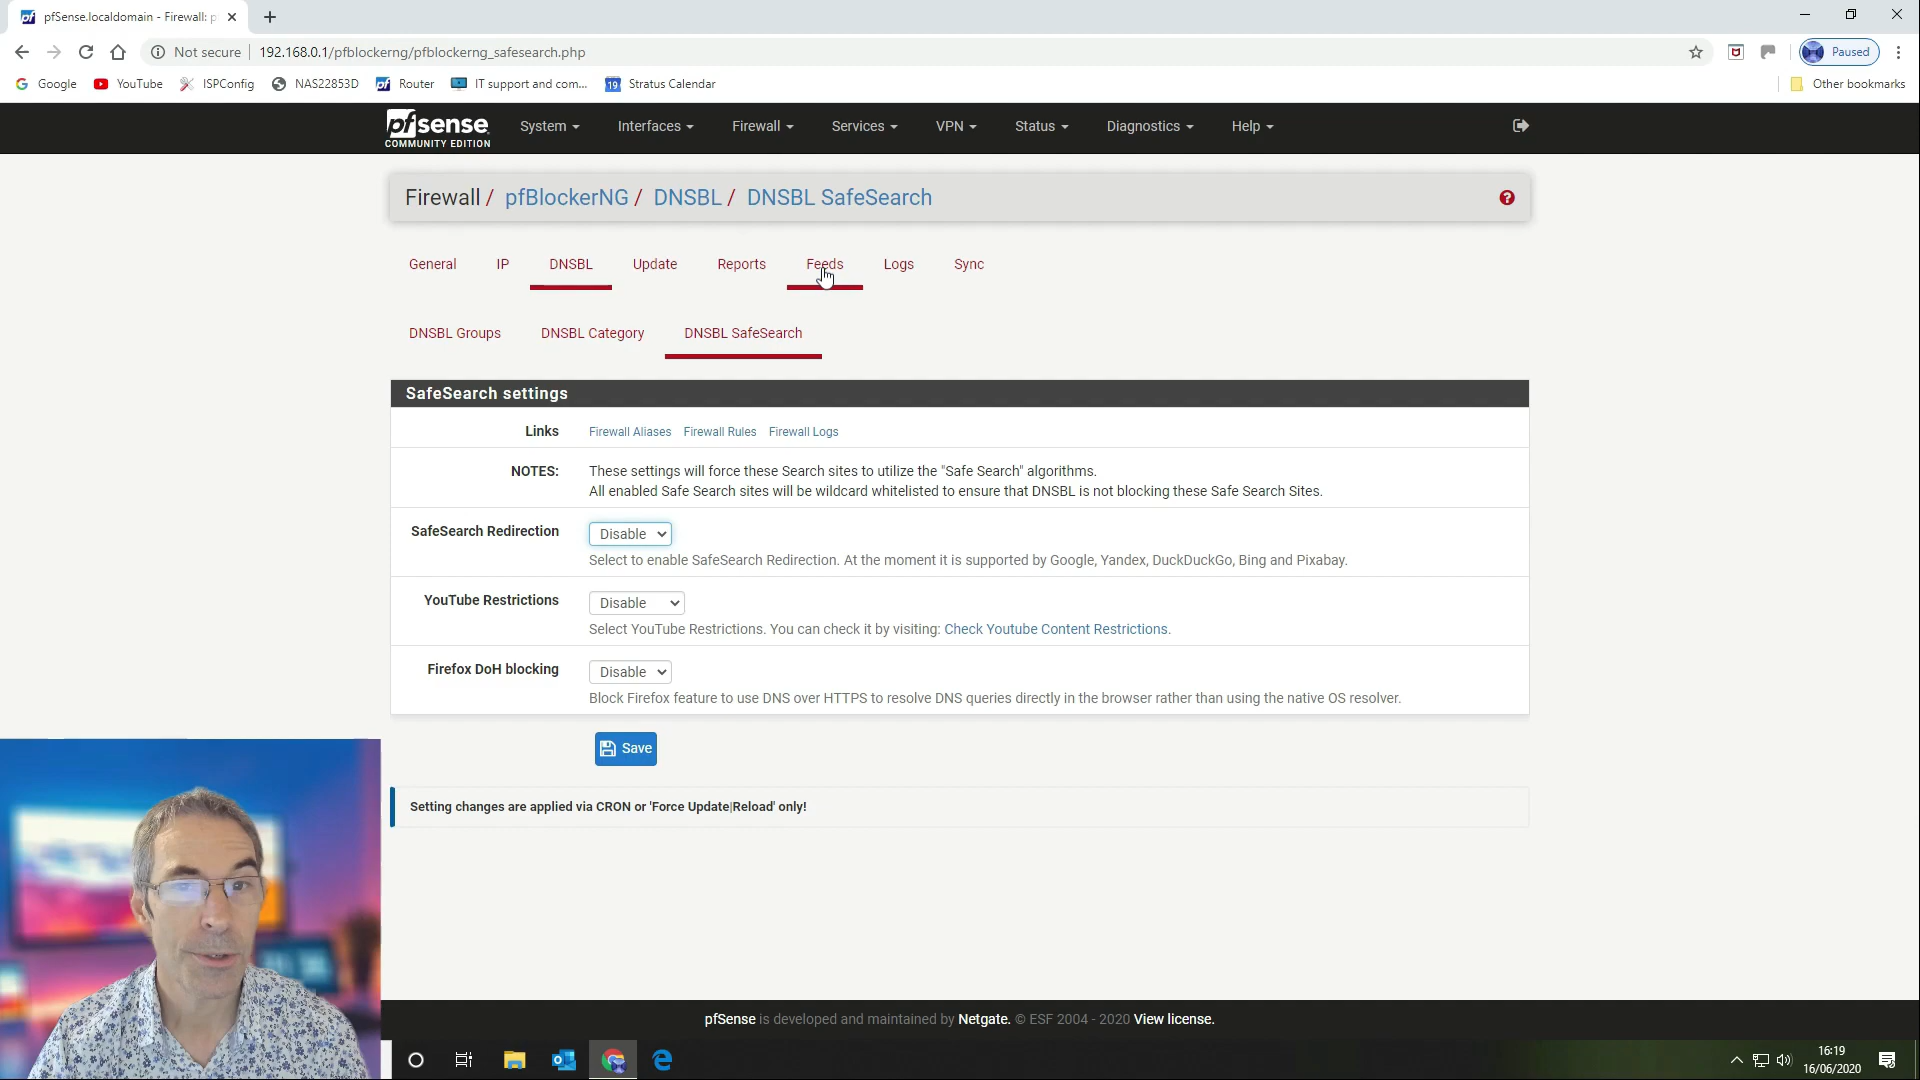 pfSense.localdomain - Firewall: p
Not secure 192.168.0.1/pfblockerng/pfblockerng_safesearch.php Paused
Google YouTube ISPConfig NAS22853D Router IT support and com... 19 Stratus Calendar Other bookmarks
pfsense COMMUNITY EDITION System Interfaces Firewall Services VPN Status Diagnostics Help
Firewall / pfBlockerNG / DNSBL / DNSBL SafeSearch
General IP DNSBL Update Reports Feeds Logs Sync
DNSBL Groups DNSBL Category DNSBL SafeSearch
SafeSearch settings
Links Firewall Aliases Firewall Rules Firewall Logs
NOTES: These settings will force these Search sites to utilize the "Safe Search" algorithms.
All enabled Safe Search sites will be wildcard whitelisted to ensure that DNSBL is not blocking these Safe Search Sites.
SafeSearch Redirection Disable
Select to enable SafeSearch Redirection. At the moment it is supported by Google, Yandex, DuckDuckGo, Bing and Pixabay.
YouTube Restrictions Disable
Select YouTube Restrictions. You can check it by visiting: Check Youtube Content Restrictions.
Firefox DoH blocking Disable
Block Firefox feature to use DNS over HTTPS to resolve DNS queries directly in the browser rather than using the native OS resolver.
Save
Setting changes are applied via CRON or 'Force Update|Reload' only!
pfSense is developed and maintained by Netgate. © ESF 2004 - 2020 View license.
16:19
16/06/2020